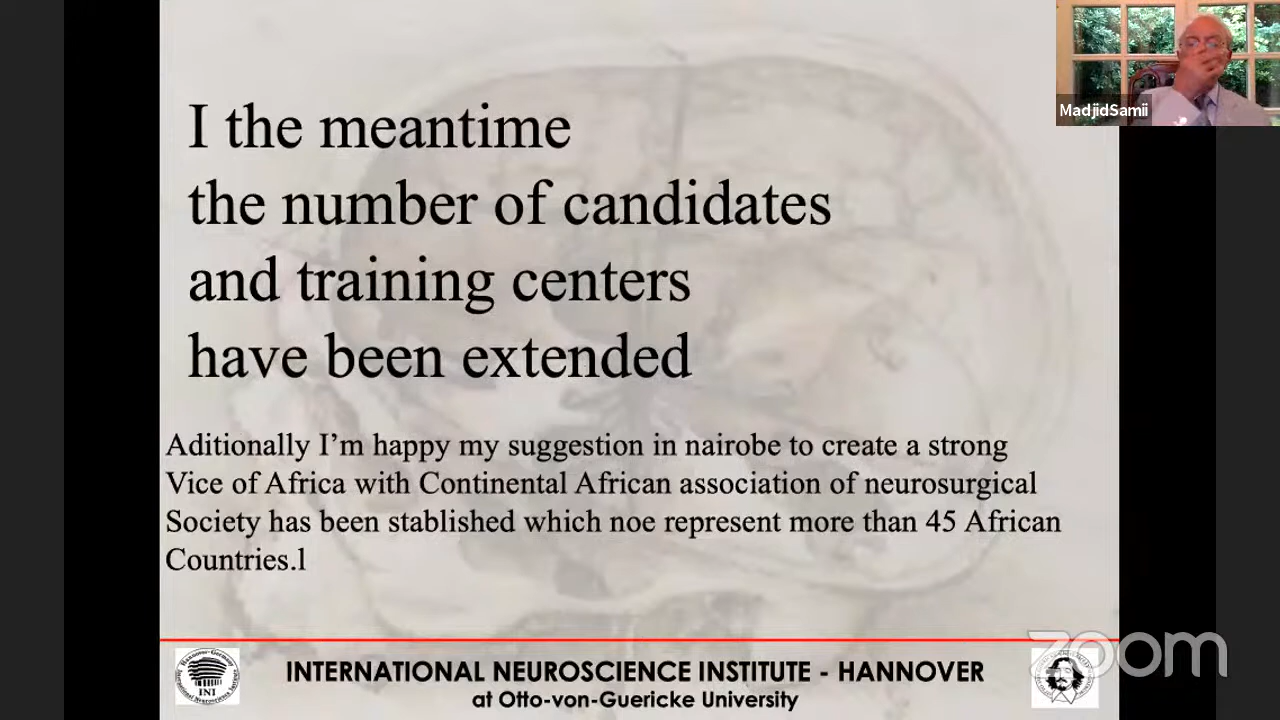 MadjidSamii
I the meantime
the number of candidates
and training centers
have been extended
Aditionally I’m happy my suggestion in nairobe to create a strong
Vice of Africa with Continental African association of neurosurgical
Society has been stablished which noe represent more than 45 African
Countries.l
INI
INTERNATIONAL NEUROSCIENCE INSTITUTE - HANNOVER
at Otto-von-Guericke University
zoom